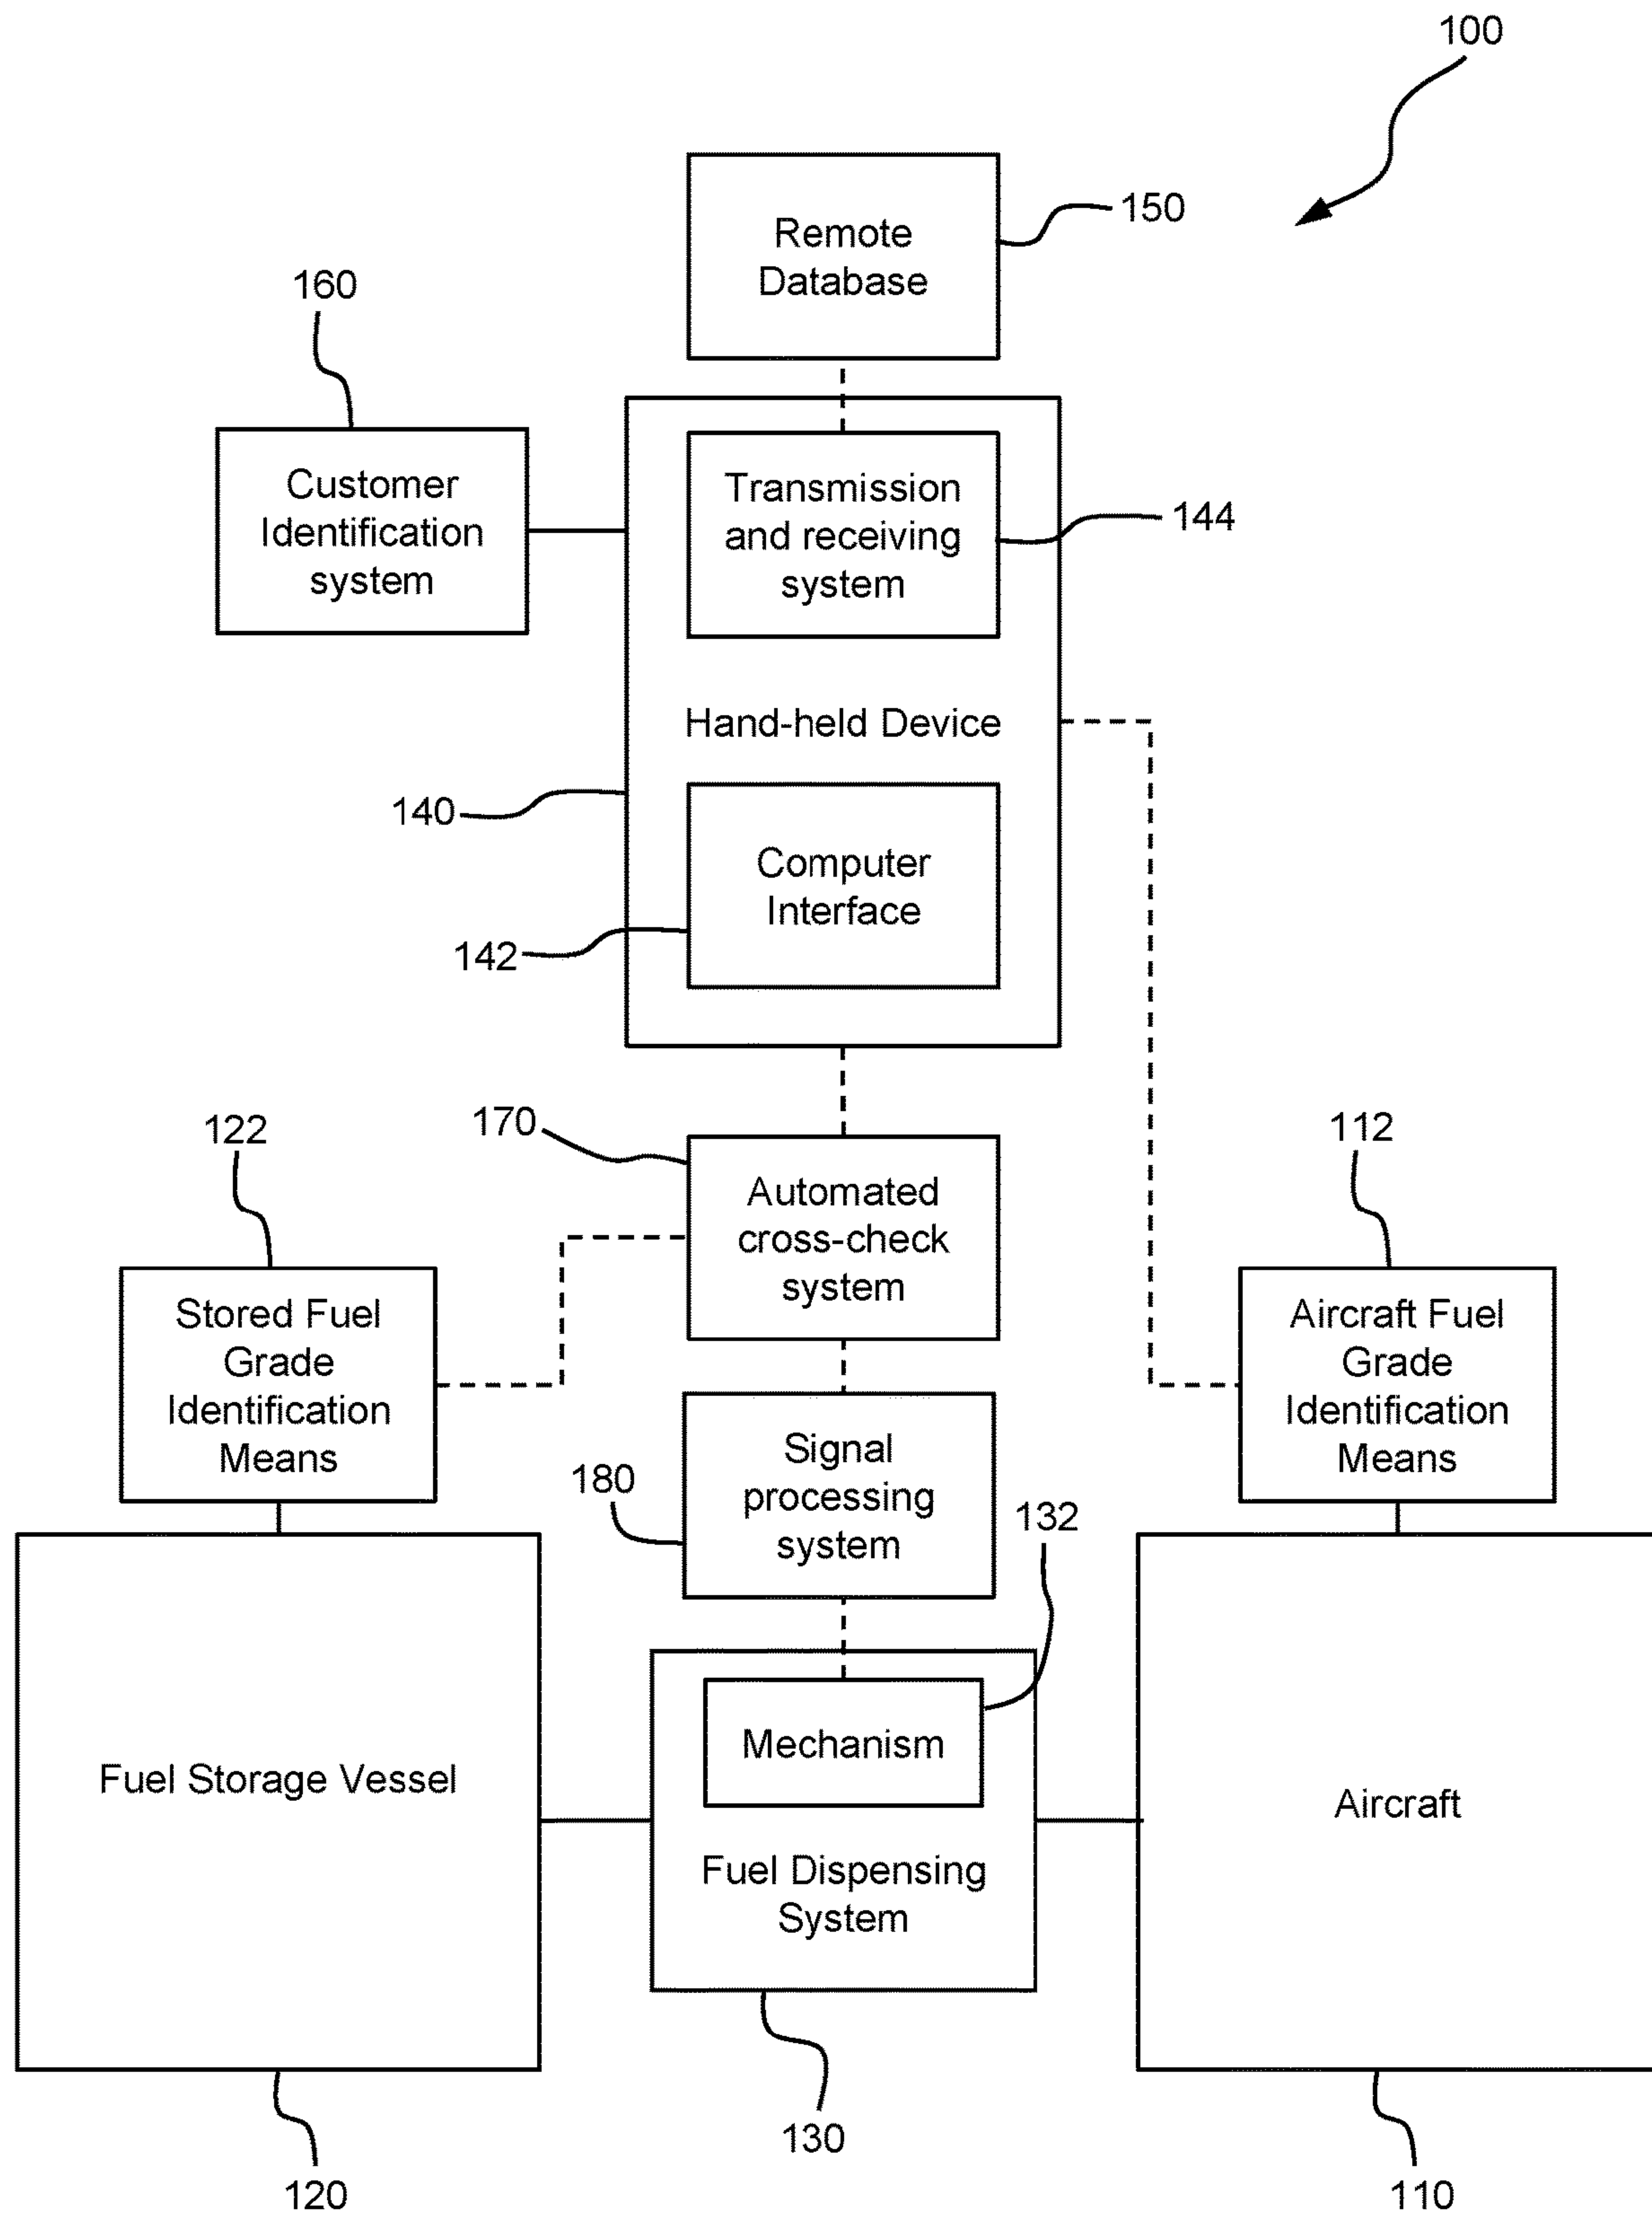 100
Remote
Database
150
160
Customer
Identification
system
Transmission
and receiving
system
144
Hand-held Device
140
Computer
Interface
142
170
122
112
Automated
cross-check
system
Stored Fuel
Grade
Identification
Means
Aircraft Fuel
Grade
Identification
Means
Signal
processing
system
180
132
Mechanism
Fuel Storage Vessel
Aircraft
Fuel Dispensing
System
130
120
110